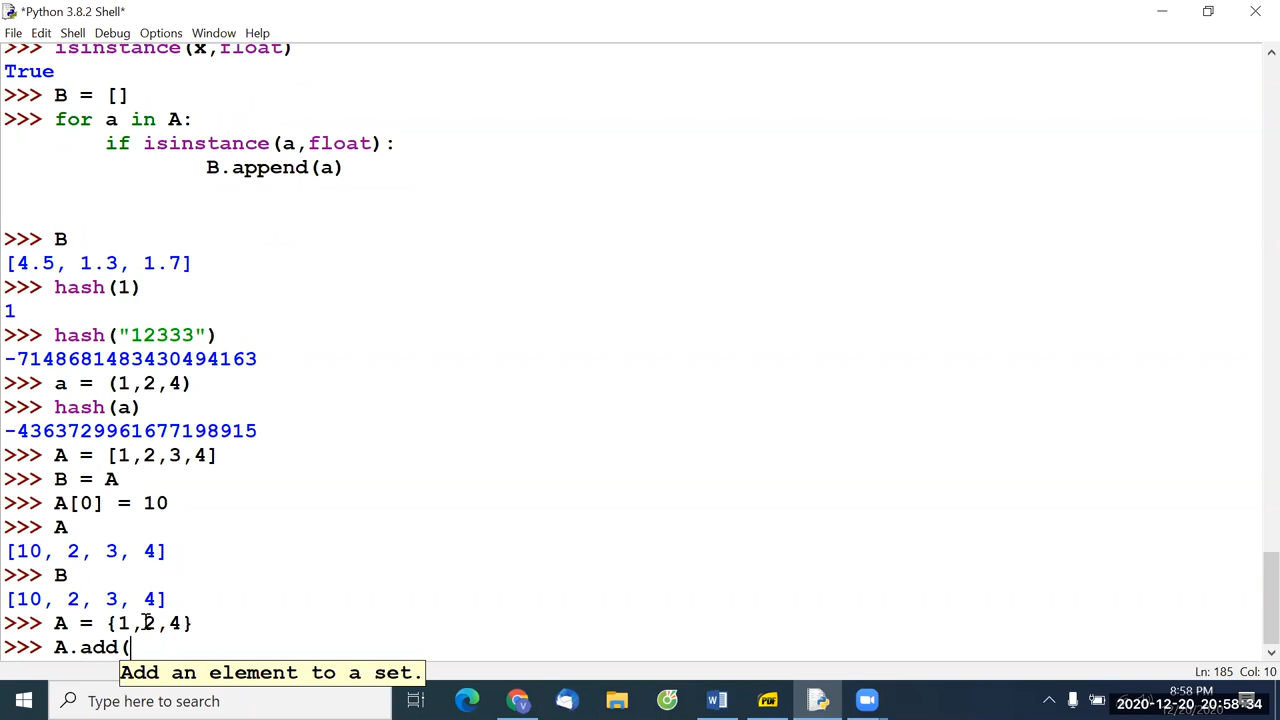 *Python 3.8.2 Shell*
File Edit Shell Debug Options Window Help
>>> isinstance(x,float)
True
>>> B = []
>>> for a in A:
        if isinstance(a,float):
                B.append(a)
>>> B
[4.5, 1.3, 1.7]
>>> hash(1)
1
>>> hash("12333")
-7148681483430494163
>>> a = (1,2,4)
>>> hash(a)
-4363729961677198915
>>> A = [1,2,3,4]
>>> B = A
>>> A[0] = 10
>>> A
[10, 2, 3, 4]
>>> B
[10, 2, 3, 4]
>>> A = {1,2,4}
>>> A.add(
Add an element to a set.
Ln: 185 Col: 10
Type here to search
8:58 PM
2020-12-20 20:58:34
12/20/2020